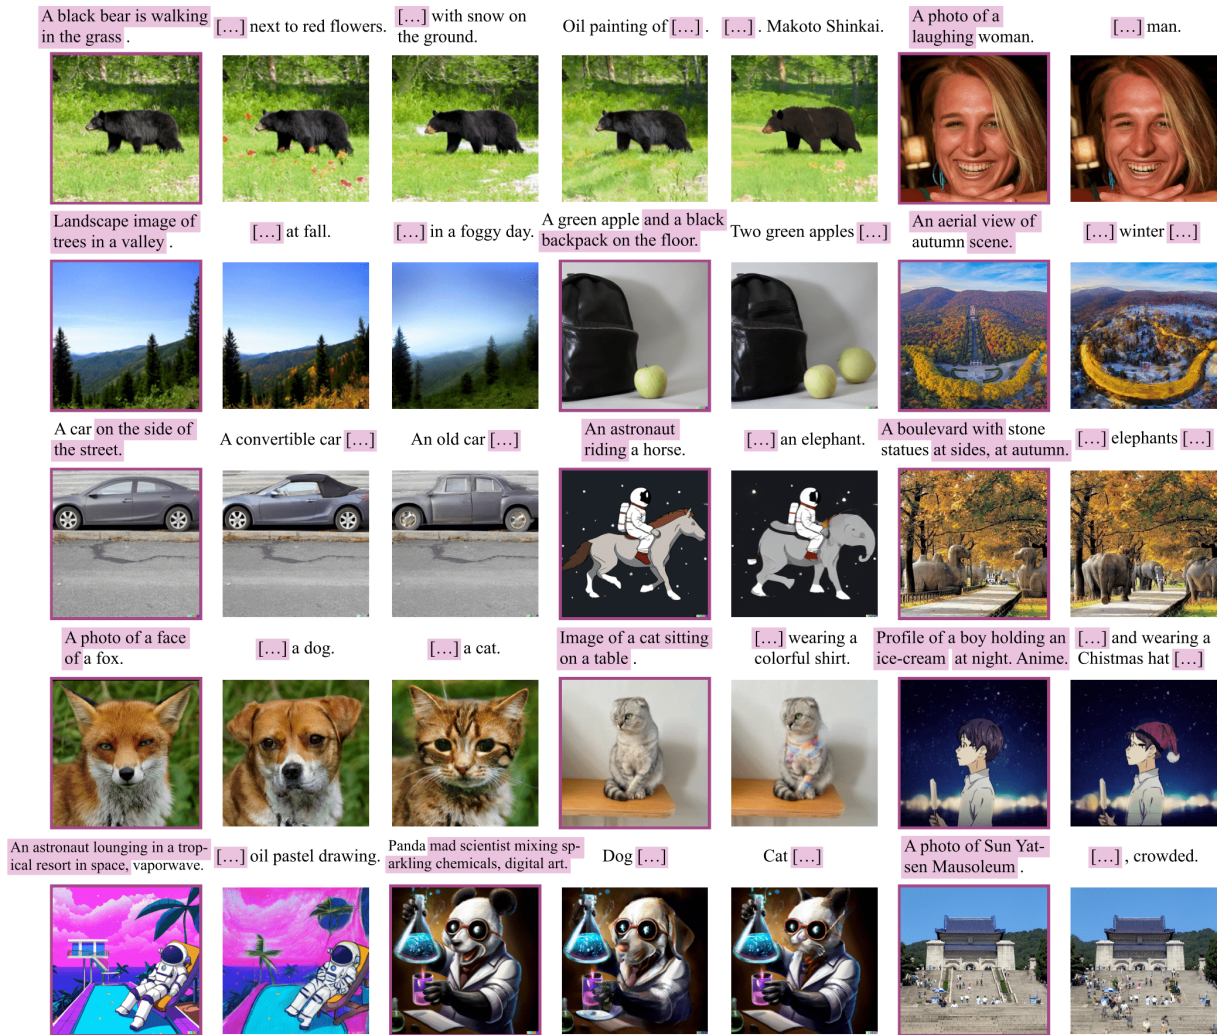 A black bear is walking
in the grass .
[...] next to red flowers.
[...] with snow on
the ground.
Oil painting of [...] .
[...] . Makoto Shinkai.
A photo of a
laughing woman.
[...] man.
Landscape image of
trees in a valley .
[...] at fall.
[...] in a foggy day.
A green apple and a black
backpack on the floor.
Two green apples [...]
An aerial view of
autumn scene.
[...] winter [...]
A car on the side of
the street.
A convertible car [...]
An old car [...]
An astronaut
riding a horse.
[...] an elephant.
A boulevard with stone
statues at sides, at autumn.
[...] elephants [...]
A photo of a face
of a fox.
[...] a dog.
[...] a cat.
Image of a cat sitting
on a table .
[...] wearing a
colorful shirt.
Profile of a boy holding an
ice-cream at night. Anime.
[...] and wearing a
Chistmas hat [...]
An astronaut lounging in a trop-
ical resort in space, vaporwave.
[...] oil pastel drawing.
Panda mad scientist mixing sp-
arkling chemicals, digital art.
Dog [...]
Cat [...]
A photo of Sun Yat-
sen Mausoleum .
[...] , crowded.